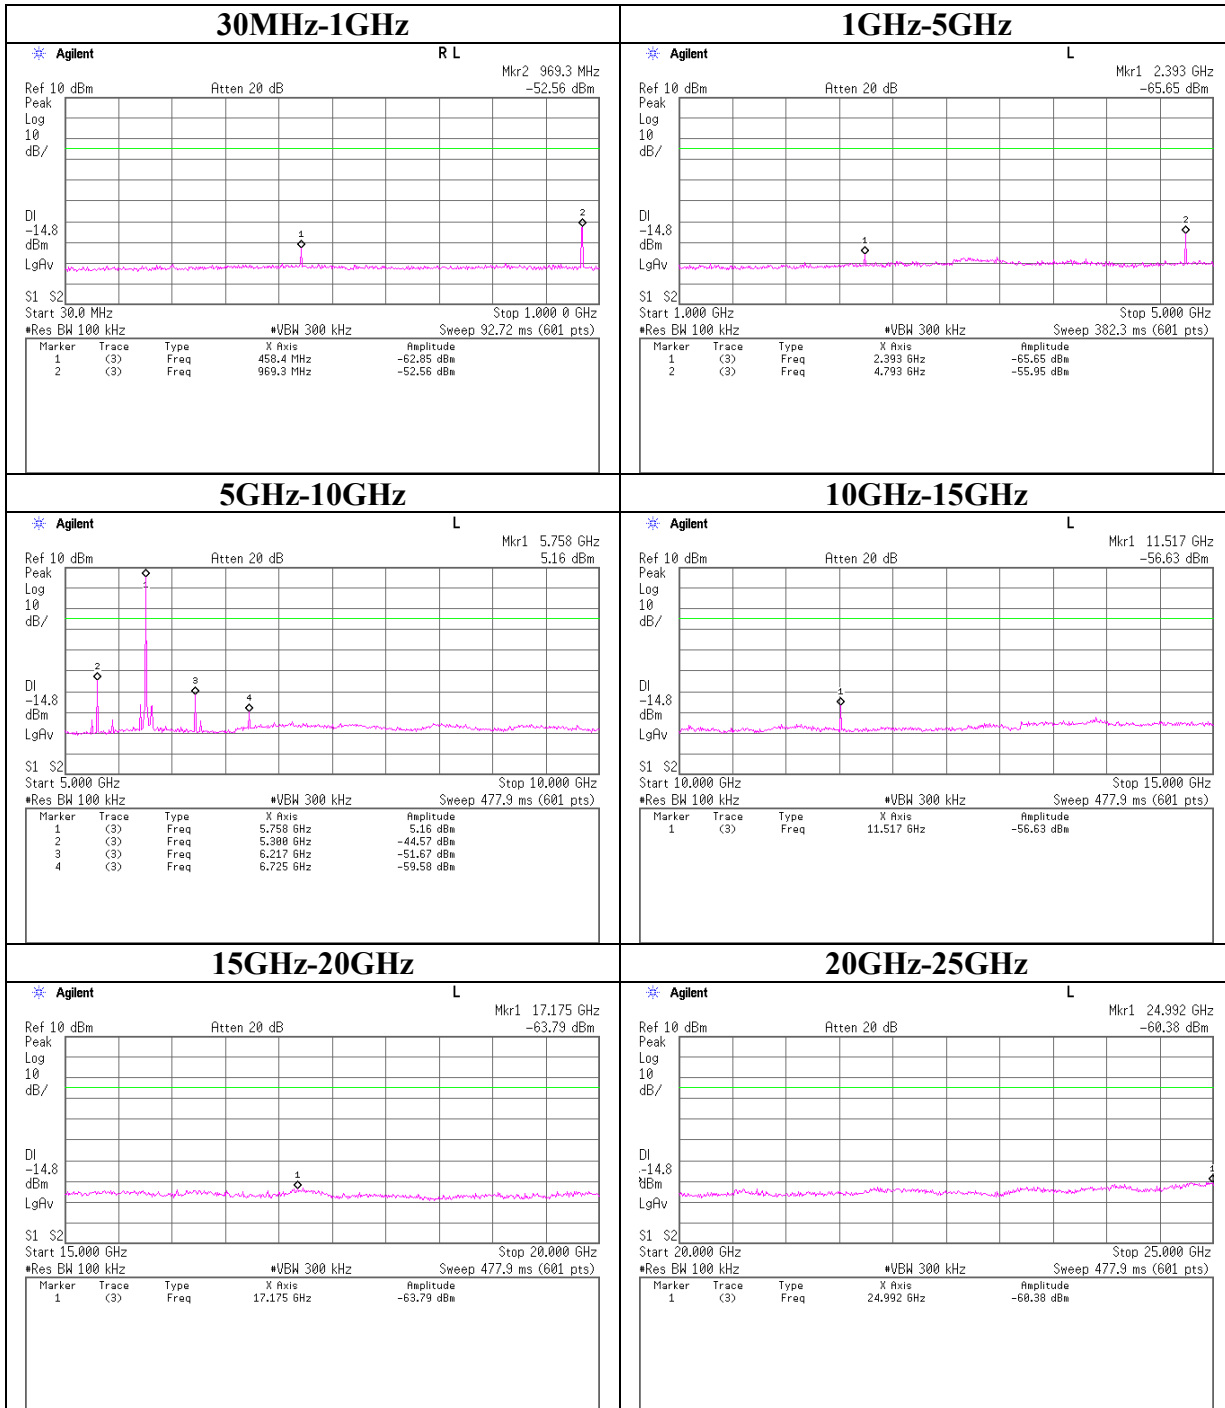 30MHz-1GHz
Agilent R L
Mkr2 969.3 MHz
Ref 10 dBm Atten 20 dB -52.56 dBm
Peak
Log
10
dB/
1
2
DI
-14.8
dBm
LgAv
S1 S2
Start 30.0 MHz Stop 1.000 0 GHz
#Res BW 100 kHz #VBW 300 kHz Sweep 92.72 ms (601 pts)
Marker Trace Type X Axis Amplitude
1 (3) Freq 458.4 MHz -62.85 dBm
2 (3) Freq 969.3 MHz -52.56 dBm
1GHz-5GHz
Agilent L
Mkr1 2.393 GHz
Ref 10 dBm Atten 20 dB -65.65 dBm
Peak
Log
10
dB/
1
2
DI
-14.8
dBm
LgAv
S1 S2
Start 1.000 GHz Stop 5.000 GHz
#Res BW 100 kHz #VBW 300 kHz Sweep 382.3 ms (601 pts)
Marker Trace Type X Axis Amplitude
1 (3) Freq 2.393 GHz -65.65 dBm
2 (3) Freq 4.793 GHz -55.95 dBm
5GHz-10GHz
Agilent L
Mkr1 5.758 GHz
Ref 10 dBm Atten 20 dB 5.16 dBm
Peak
Log
10
dB/
1
2
3
4
DI
-14.8
dBm
LgAv
S1 S2
Start 5.000 GHz Stop 10.000 GHz
#Res BW 100 kHz #VBW 300 kHz Sweep 477.9 ms (601 pts)
Marker Trace Type X Axis Amplitude
1 (3) Freq 5.758 GHz 5.16 dBm
2 (3) Freq 5.300 GHz -44.57 dBm
3 (3) Freq 6.217 GHz -51.67 dBm
4 (3) Freq 6.725 GHz -59.58 dBm
10GHz-15GHz
Agilent L
Mkr1 11.517 GHz
Ref 10 dBm Atten 20 dB -56.63 dBm
Peak
Log
10
dB/
1
DI
-14.8
dBm
LgAv
S1 S2
Start 10.000 GHz Stop 15.000 GHz
#Res BW 100 kHz #VBW 300 kHz Sweep 477.9 ms (601 pts)
Marker Trace Type X Axis Amplitude
1 (3) Freq 11.517 GHz -56.63 dBm
15GHz-20GHz
Agilent L
Mkr1 17.175 GHz
Ref 10 dBm Atten 20 dB -63.79 dBm
Peak
Log
10
dB/
1
DI
-14.8
dBm
LgAv
S1 S2
Start 15.000 GHz Stop 20.000 GHz
#Res BW 100 kHz #VBW 300 kHz Sweep 477.9 ms (601 pts)
Marker Trace Type X Axis Amplitude
1 (3) Freq 17.175 GHz -63.79 dBm
20GHz-25GHz
Agilent L
Mkr1 24.992 GHz
Ref 10 dBm Atten 20 dB -60.38 dBm
Peak
Log
10
dB/
1
DI
-14.8
dBm
LgAv
S1 S2
Start 20.000 GHz Stop 25.000 GHz
#Res BW 100 kHz #VBW 300 kHz Sweep 477.9 ms (601 pts)
Marker Trace Type X Axis Amplitude
1 (3) Freq 24.992 GHz -60.38 dBm